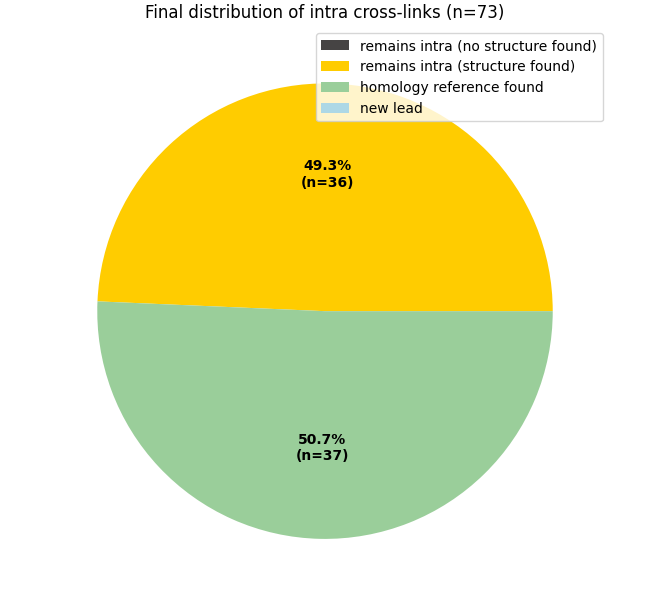 Final distribution of intra cross-links (n=73)
remains intra (no structure found)
remains intra (structure found)
homology reference found
new lead
49.3%
(n=36)
50.7%
(n=37)